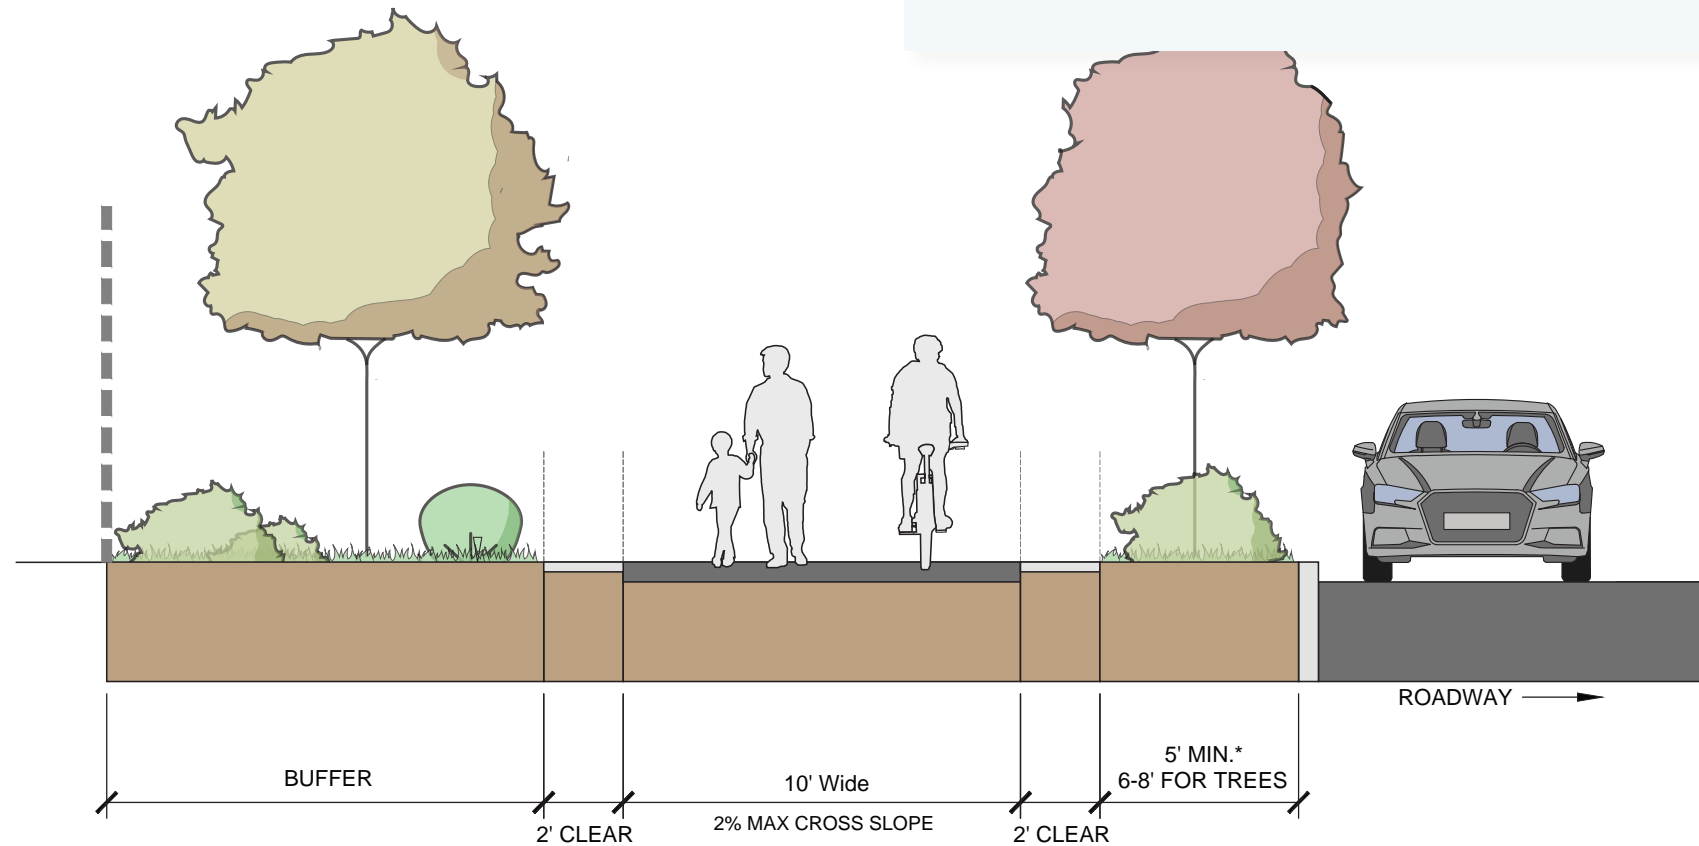 ROADWAY
5' MIN.*
6-8' FOR TREES
BUFFER
10' Wide
2% MAX CROSS SLOPE
2' CLEAR
2' CLEAR